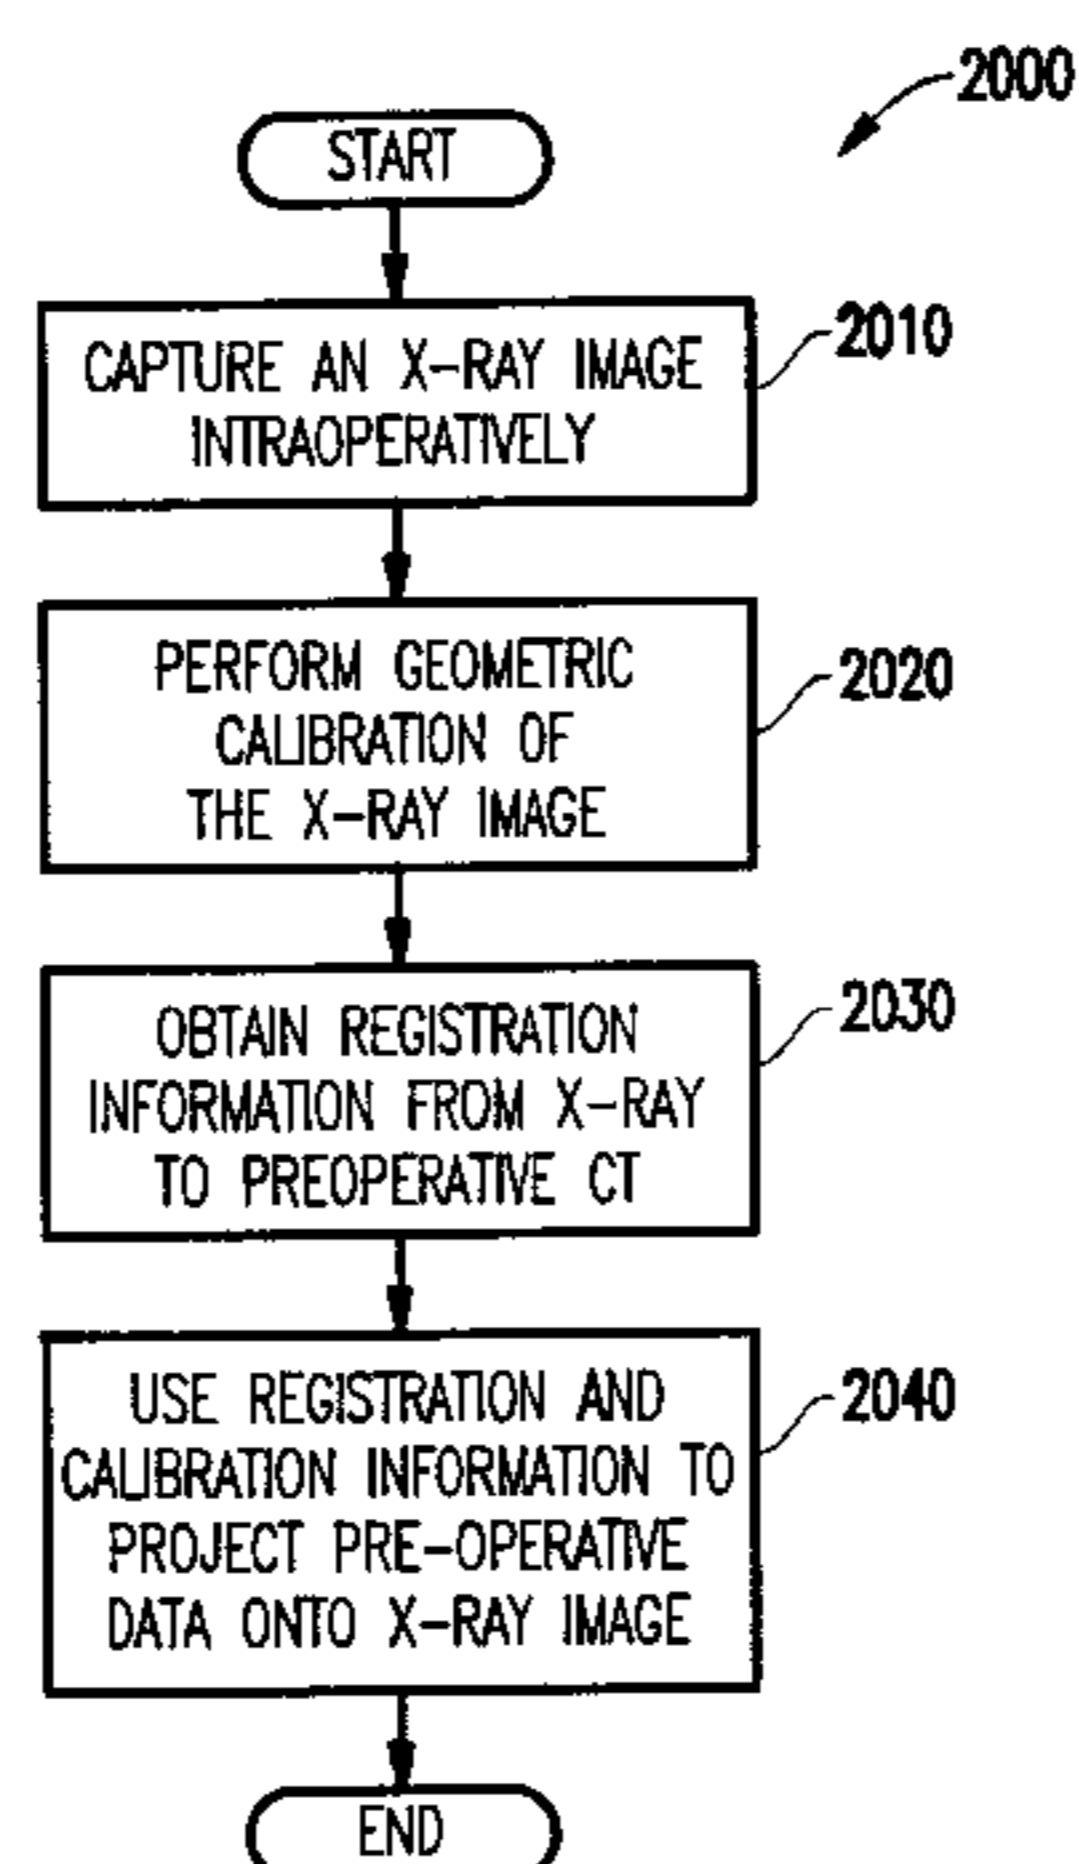 2000
START
CAPTURE AN X-RAY IMAGE
INTRAOPERATIVELY
2010
PERFORM GEOMETRIC
CALIBRATION OF
THE X-RAY IMAGE
2020
OBTAIN REGISTRATION
INFORMATION FROM X-RAY
TO PREOPERATIVE CT
2030
USE REGISTRATION AND
CALIBRATION INFORMATION TO
PROJECT PRE-OPERATIVE
DATA ONTO X-RAY IMAGE
2040
END